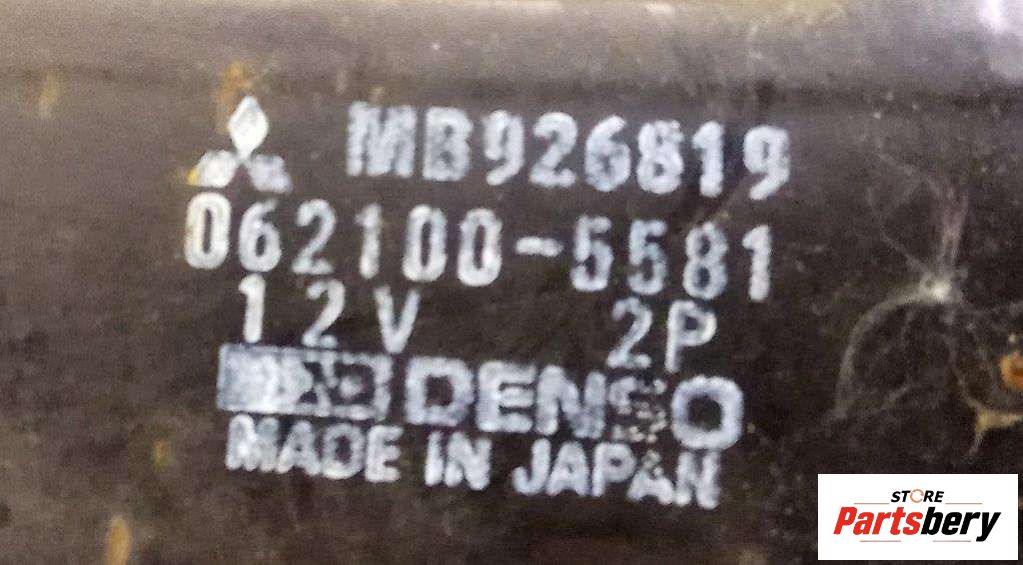 MB926819
062100-5581
12V 2P
DENSO
MADE IN JAPAN
STORE
Partsbery